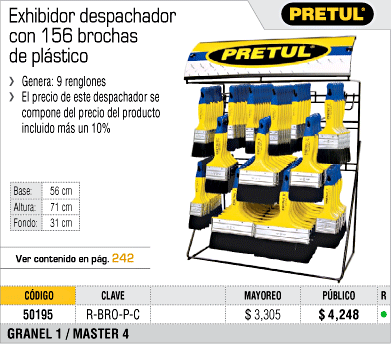 Exhibidor despachador
con 156 brochas
de plástico
PRETUL®
PRETUL®
› Genera: 9 renglones
› El precio de este despachador se
compone del precio del producto
incluido más un 10%
Base: 56 cm
Altura: 71 cm
Fondo: 31 cm
Ver contenido en pág. 242
CÓDIGO CLAVE MAYOREO PÚBLICO R
50195 R-BRO-P-C $ 3,305 $ 4,248
GRANEL 1 / MASTER 4